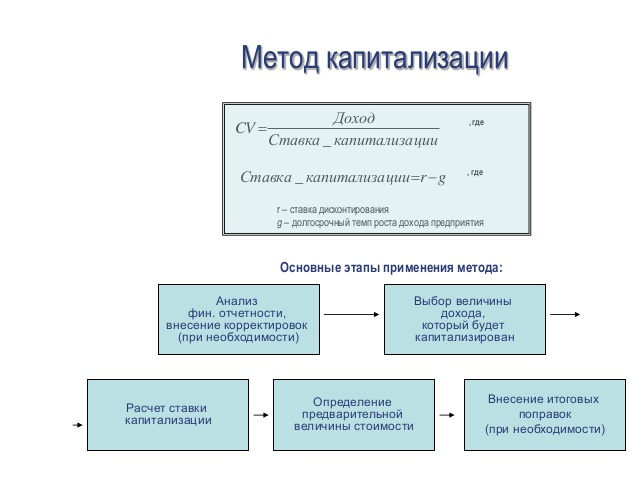 Метод капитализации
CV = Доход
Ставка _ капитализации
, где
Ставка _ капитализации=r–g
, где
r – ставка дисконтирования
g – долгосрочный темп роста дохода предприятия
Основные этапы применения метода:
Анализ
фин. отчетности,
внесение корректировок
(при необходимости)
Выбор величины
дохода,
который будет
капитализирован
Расчет ставки
капитализации
Определение
предварительной
величины стоимости
Внесение итоговых
поправок
(при необходимости)